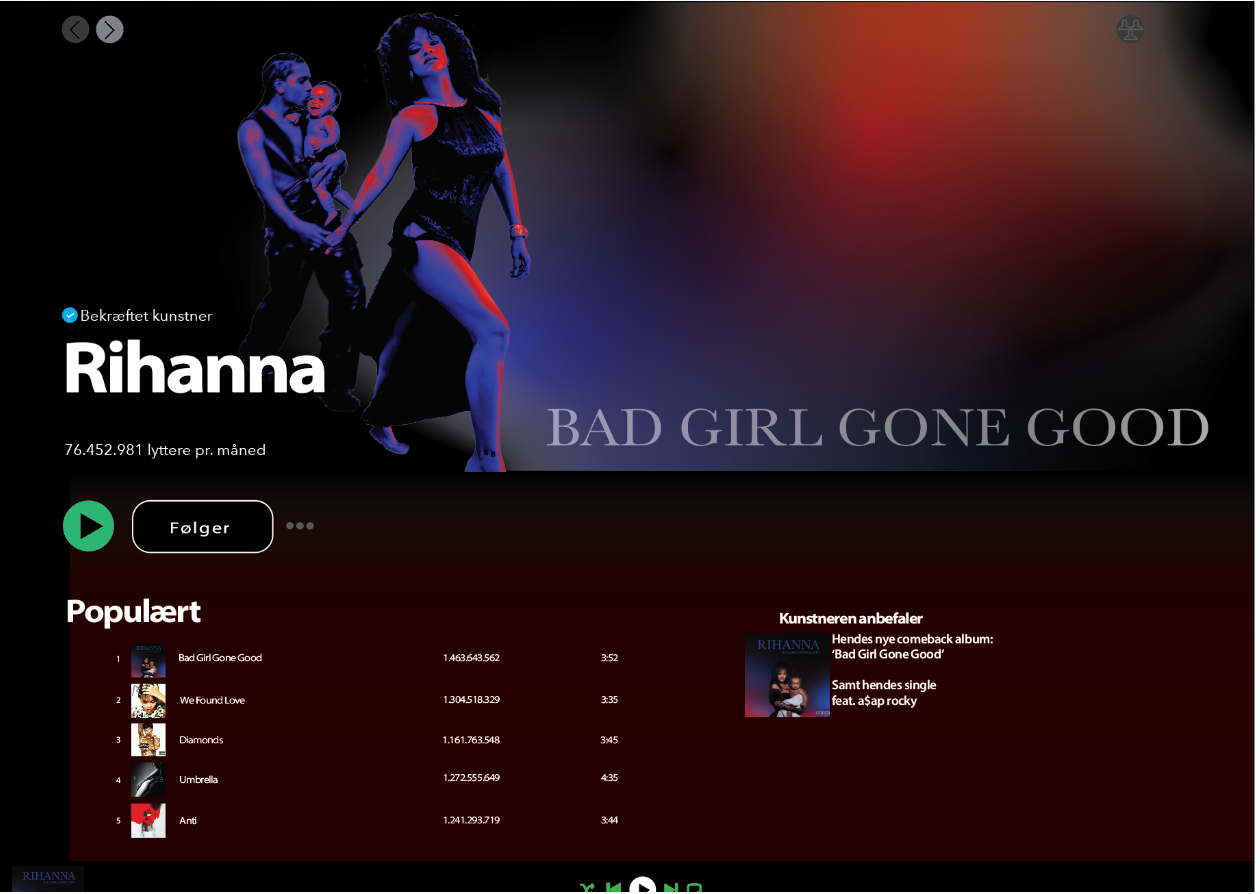 Bekræftet kunstner
Rihanna
76.452.981 lyttere pr. måned
BAD GIRL GONE GOOD
Følger
Populært
1 Bad Girl Gone Good 1.463.643.562 3:52
2 We Found Love 1.304.518.329 3:35
3 Diamonds 1.161.763.548 3:45
4 Umbrella 1.272.555.649 4:35
5 Anti 1.241.293.719 3:44
Kunstneren anbefaler
RIHANNA
Hendes nye comeback album:
‘Bad Girl Gone Good’
Samt hendes single
feat. a$ap rocky
RIHANNA